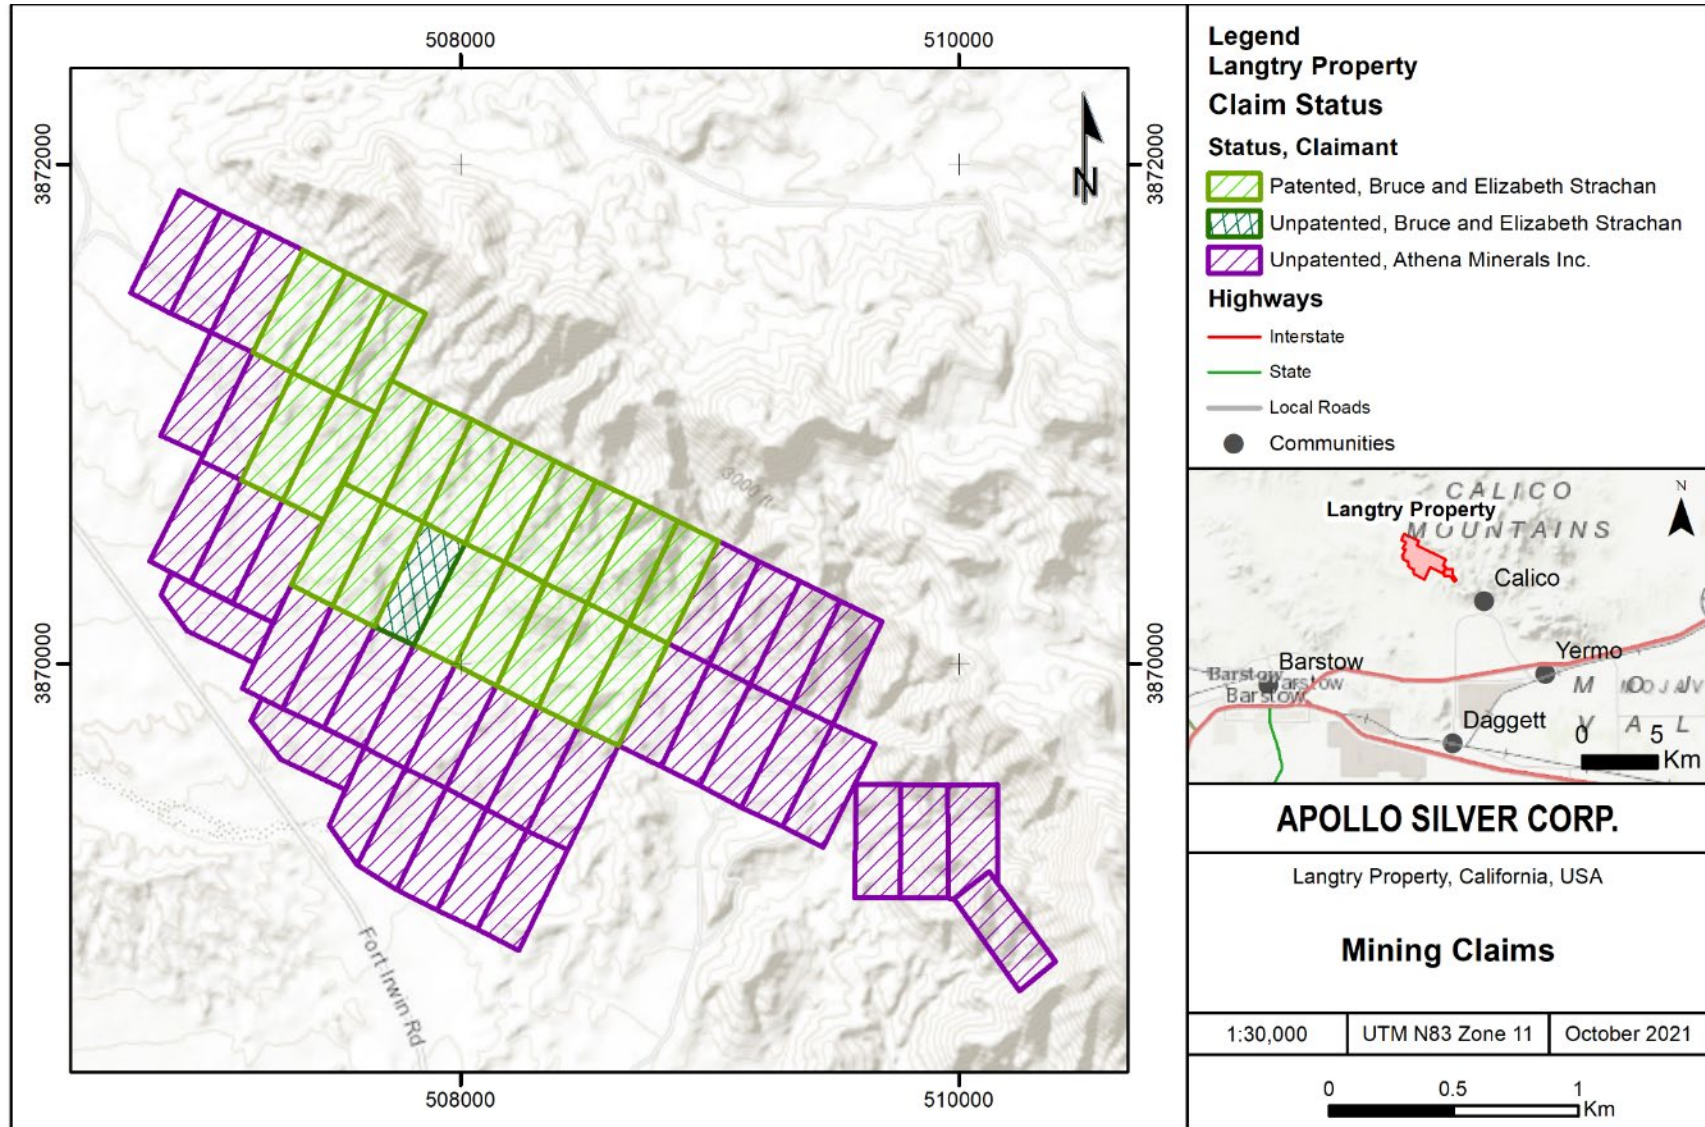 508000
510000
3872000
3872000
N
3000 ft
3870000
3870000
Fort Irwin Rd
508000
510000
Legend
Langtry Property
Claim Status
Status, Claimant
Patented, Bruce and Elizabeth Strachan
Unpatented, Bruce and Elizabeth Strachan
Unpatented, Athena Minerals Inc.
Highways
Interstate
State
Local Roads
Communities
CALICO
N
Langtry Property
MOUNTAINS
Calico
Yermo
Barstow
Barstow
Barstow
M O J
Daggett
V A L
0 5
Km
APOLLO SILVER CORP.
Langtry Property, California, USA
Mining Claims
1:30,000 UTM N83 Zone 11 October 2021
0 0.5 1
Km